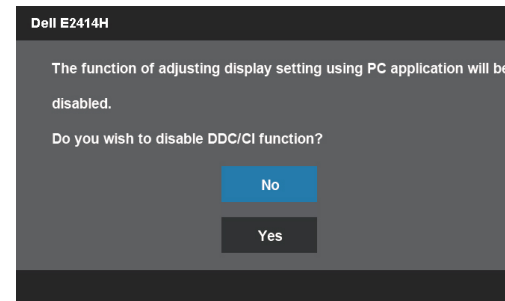 Dell E2414H
The function of adjusting display setting using PC application will be
disabled.
Do you wish to disable DDC/CI function?
No
Yes